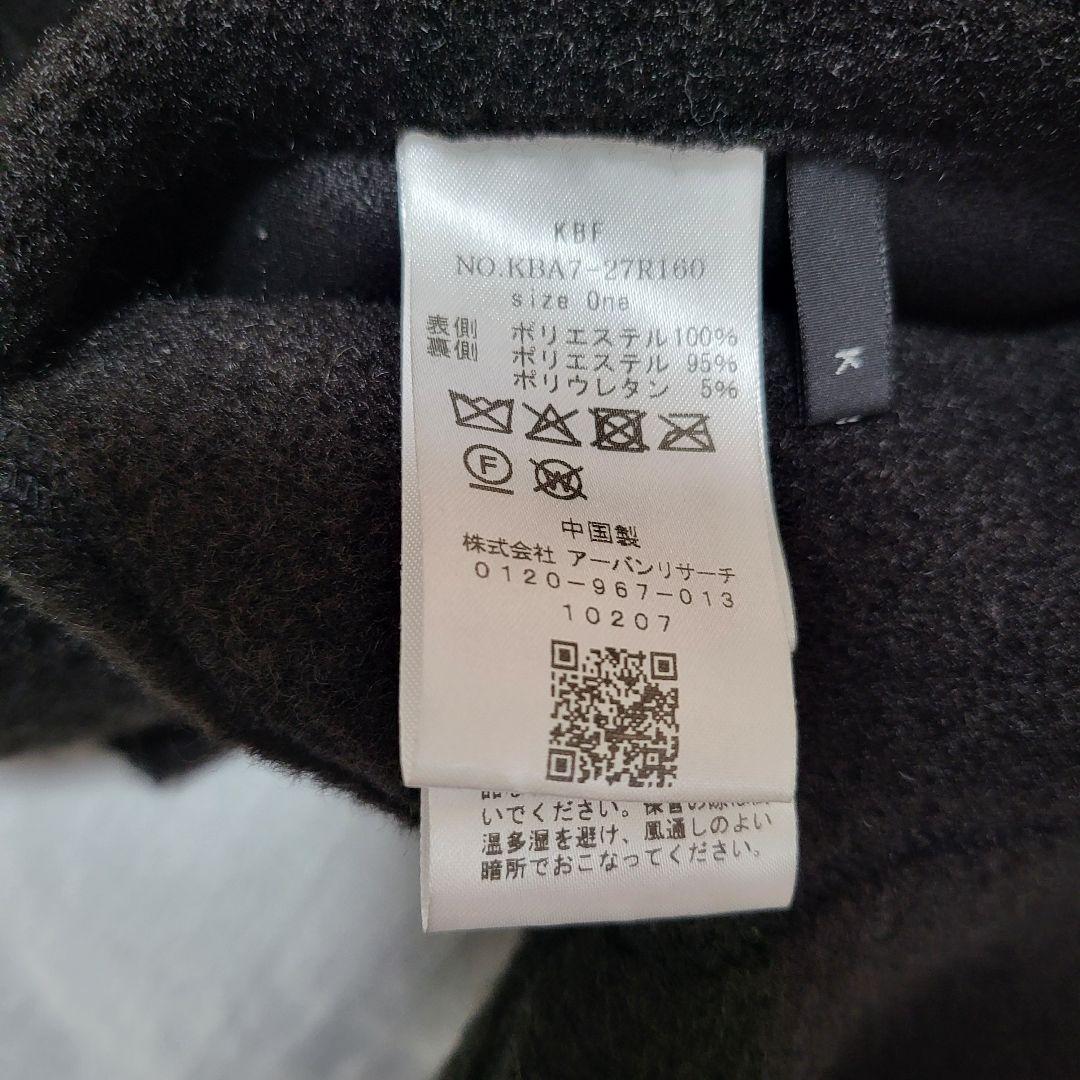 KBF
NO.KBA7-27R160
size One
表側 ポリエステル100%
裏側 ポリエステル 95%
ポリウレタン 5%
F
W
中国製
株式会社 アーバンリサーチ
0120-967-013
10207
いでください。保管の際は高
温多湿を避け、風通しのよい
暗所でおこなってください。
K